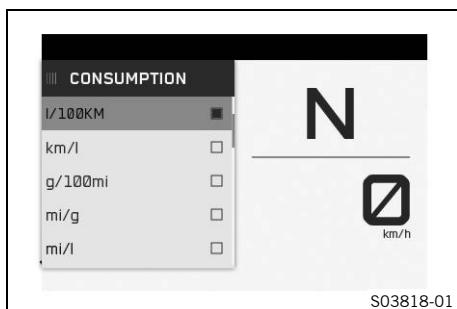 CONSUMPTION
l/100KM
km/l
g/100mi
mi/g
mi/l
N
0
km/h
S03818-01